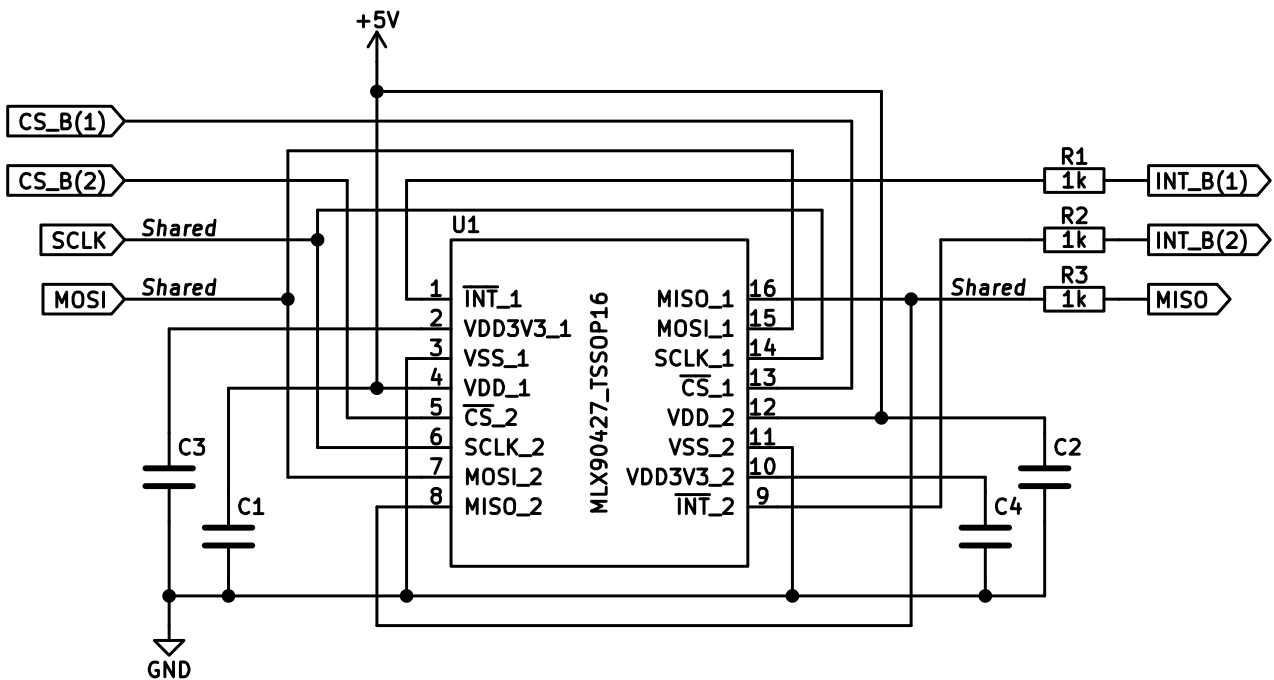 +5V
CS_B(1)
CS_B(2)
R1
1k
INT_B(1)
SCLK
Shared
U1
R2
1k
INT_B(2)
MOSI
Shared
Shared
R3
1k
MISO
1
INT_1
MISO_1
16
2
VDD3V3_1
MOSI_1
15
3
VSS_1
SCLK_1
14
4
VDD_1
CS_1
13
5
CS_2
VDD_2
12
6
SCLK_2
VSS_2
11
7
MOSI_2
VDD3V3_2
10
8
MISO_2
INT_2
9
MLX90427_TSSOP16
C3
C1
C2
C4
GND